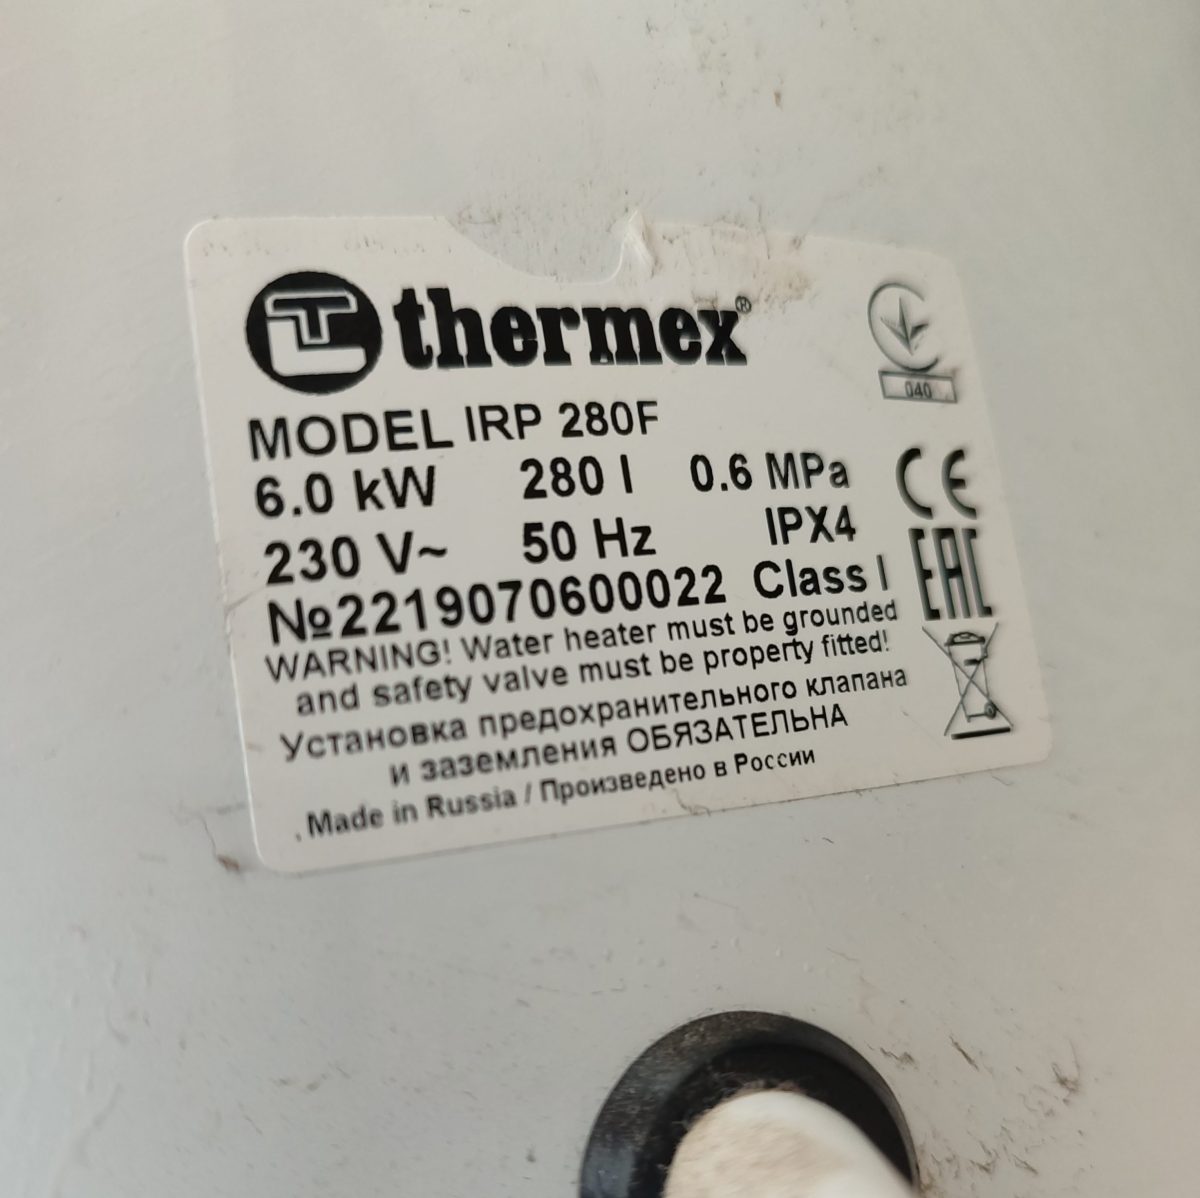 thermex®
MODEL IRP 280F
6.0 kW 280 l 0.6 MPa
230 V~ 50 Hz IPX4
№2219070600022 Class I
WARNING! Water heater must be grounded
and safety valve must be property fitted!
Установка предохранительного клапана
и заземления ОБЯЗАТЕЛЬНА
Made in Russia / Произведено в России
040
CE
EAC